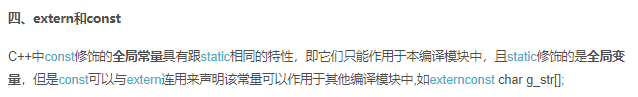 四、extern和const
C++中const修饰的全局常量具有跟static相同的特性，即它们只能作用于本编译模块中，且static修饰的是全局变
量，但是const可以与extern连用来声明该常量可以作用于其他编译模块中,如externconst char g_str[];